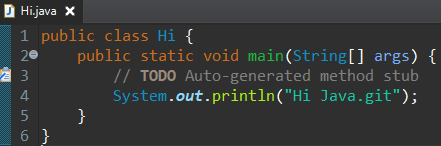 Hi.java
1 public class Hi {
2 public static void main(String[] args) {
3 // TODO Auto-generated method stub
4 System.out.println("Hi Java.git");
5 }
6 }